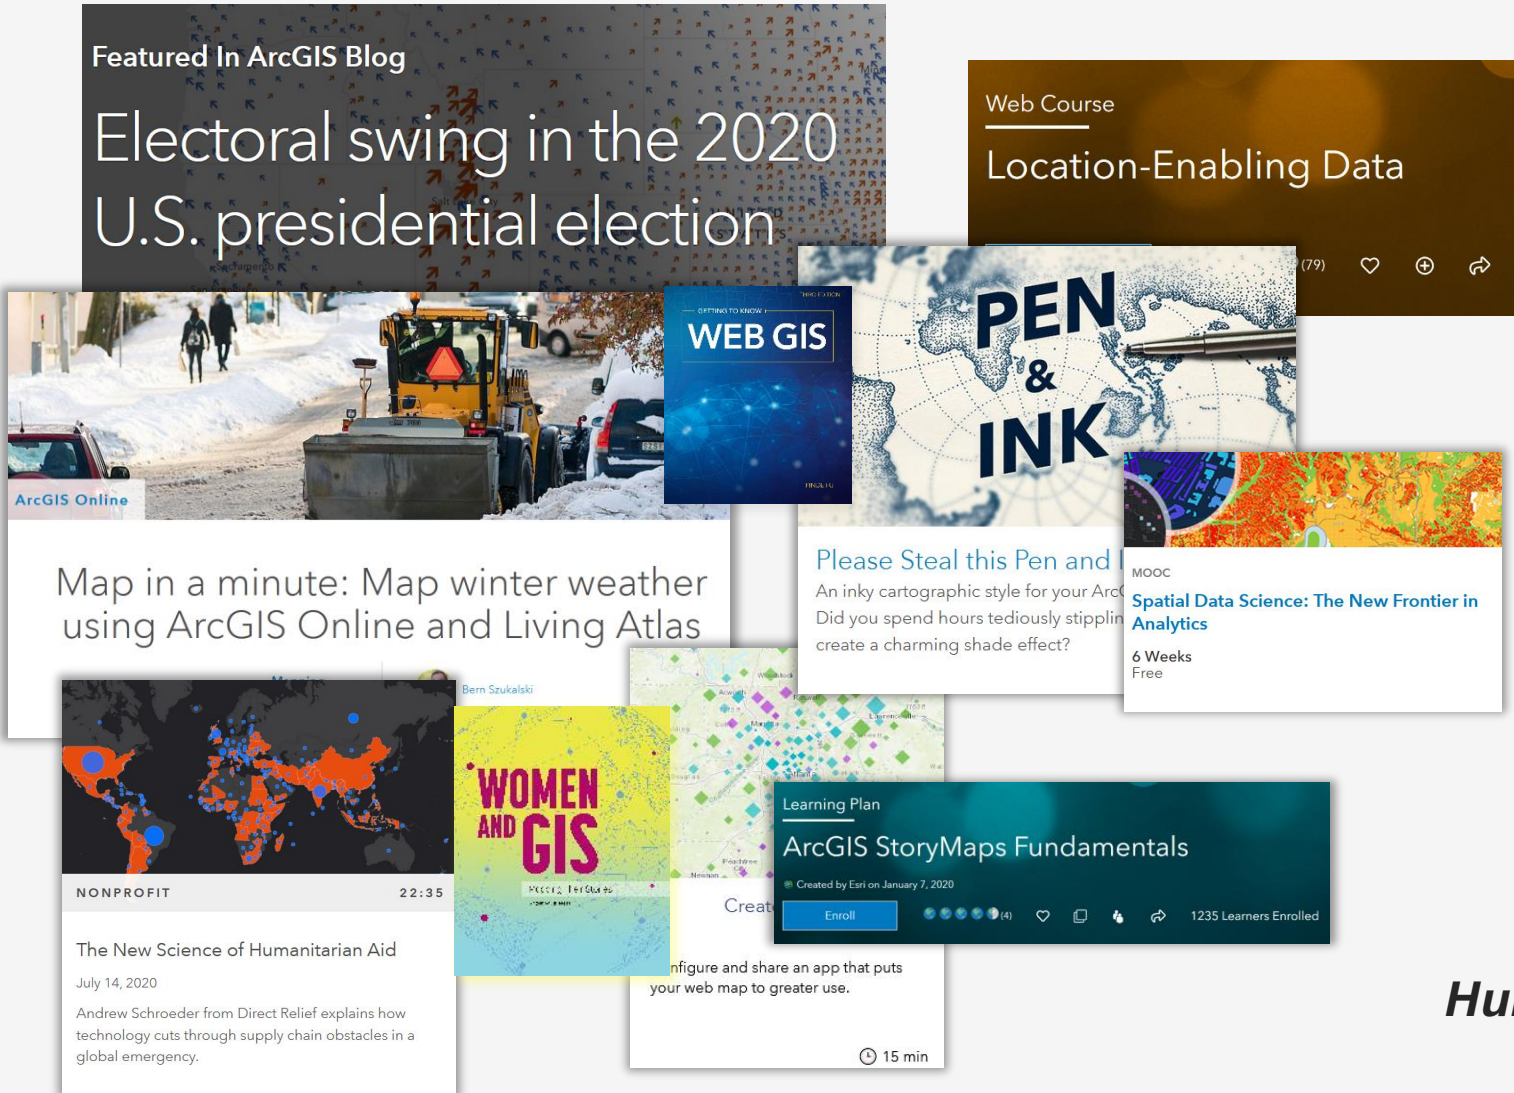 Featured In ArcGIS Blog
Electoral swing in the 2020
U.S. presidential election
Web Course
Location-Enabling Data
(79)
THIRD EDITION
GETTING TO KNOW
WEB GIS
PEN
&
INK
ArcGIS Online
Map in a minute: Map winter weather
using ArcGIS Online and Living Atlas
Bern Szukalski
Please Steal this Pen and
An inky cartographic style for your
Did you spend hours tediously
create a charming shade effect?
MOOC
Spatial Data Science: The New Frontier in
Analytics
6 Weeks
Free
NONPROFIT
22:35
The New Science of Humanitarian Aid
July 14, 2020
Andrew Schroeder from Direct Relief explains how
technology cuts through supply chain obstacles in a
global emergency.
WOMEN
AND GIS
Learning Plan
ArcGIS StoryMaps Fundamentals
Created by Esri on January 7, 2020
Enroll
(4)
1235 Learners Enrolled
and share an app that puts
your web map to greater use.
15 min